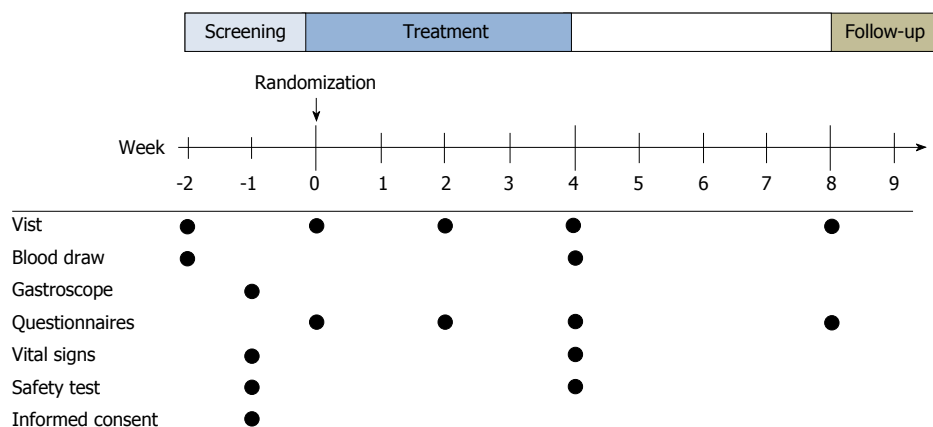 Screening Treatment Follow-up
Randomization
Week
-2 -1 0 1 2 3 4 5 6 7 8 9
Vist
Blood draw
Gastroscope
Questionnaires
Vital signs
Safety test
Informed consent